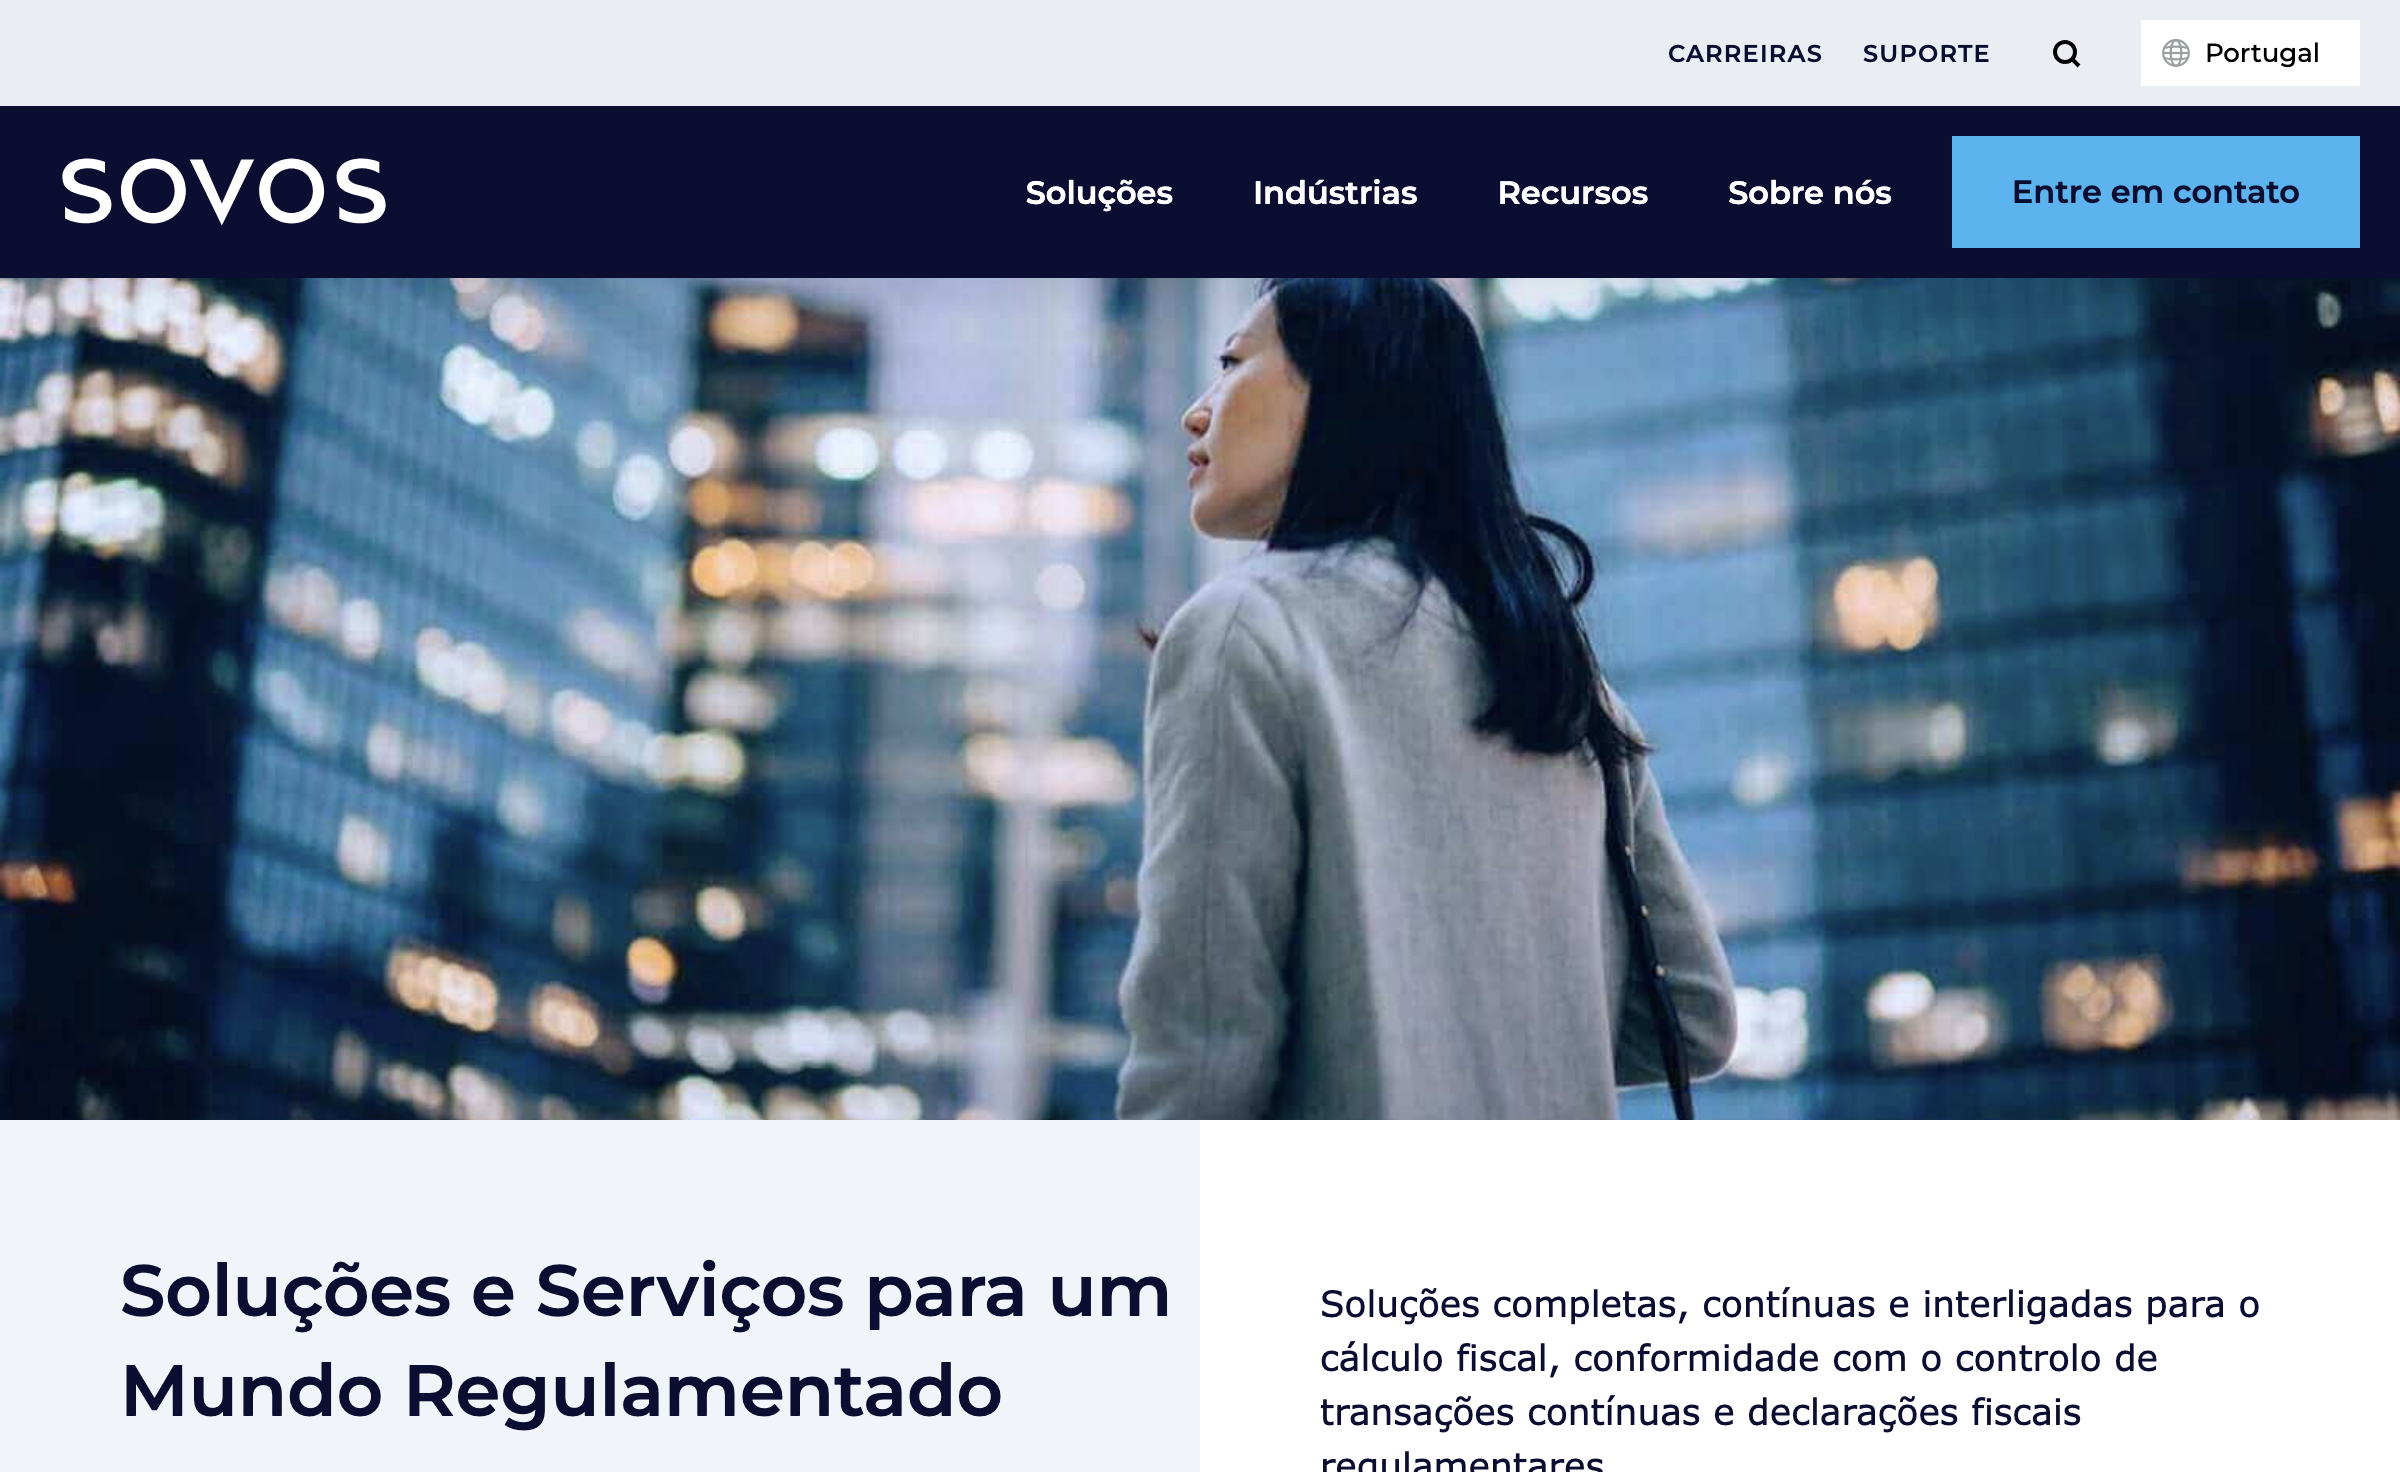 CARREIRAS SUPORTE Portugal
SOVOS Soluções Indústrias Recursos Sobre nós Entre em contato
Soluções e Serviços para um
Mundo Regulamentado
Soluções completas, contínuas e interligadas para o
cálculo fiscal, conformidade com o controlo de
transações contínuas e declarações fiscais
regulamentares